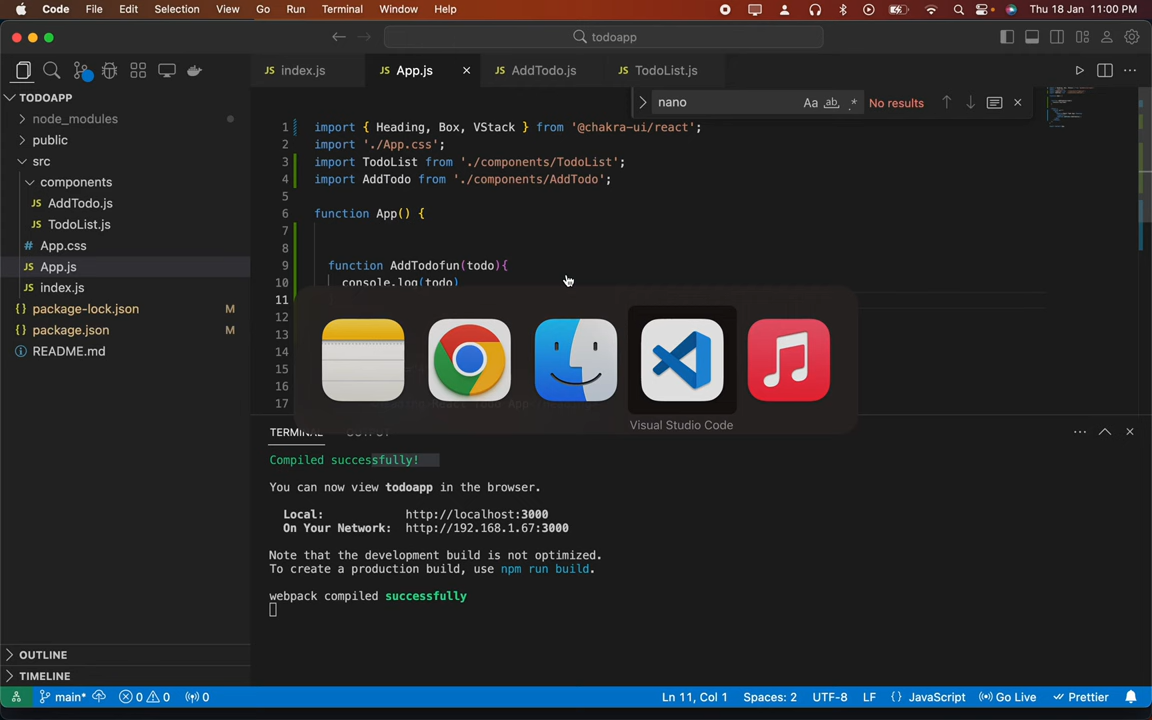 Code File Edit Selection View Go Run Terminal Window Help Thu 18 Jan 11:00 PM
todoapp
index.js App.js AddTodo.js TodoList.js
nano Aa ab .* No results
TODOAPP
node_modules
public
src
components
JS AddTodo.js
JS TodoList.js
# App.css
JS App.js
JS index.js
{} package-lock.json M
{} package.json M
README.md
1 import { Heading, Box, VStack } from '@chakra-ui/react';
2 import './App.css';
3 import TodoList from './components/TodoList';
4 import AddTodo from './components/AddTodo';
5
6 function App() {
7
8
9 function AddTodofun(todo){
10 console.log(todo)
11
12
13
14
15
16
17
Visual Studio Code
TERMINAL OUTPUT
Compiled successfully!
You can now view todoapp in the browser.
Local: http://localhost:3000
On Your Network: http://192.168.1.67:3000
Note that the development build is not optimized.
To create a production build, use npm run build.
webpack compiled successfully
OUTLINE
TIMELINE
main* 0 0 0 Ln 11, Col 1 Spaces: 2 UTF-8 LF {} JavaScript Go Live Prettier